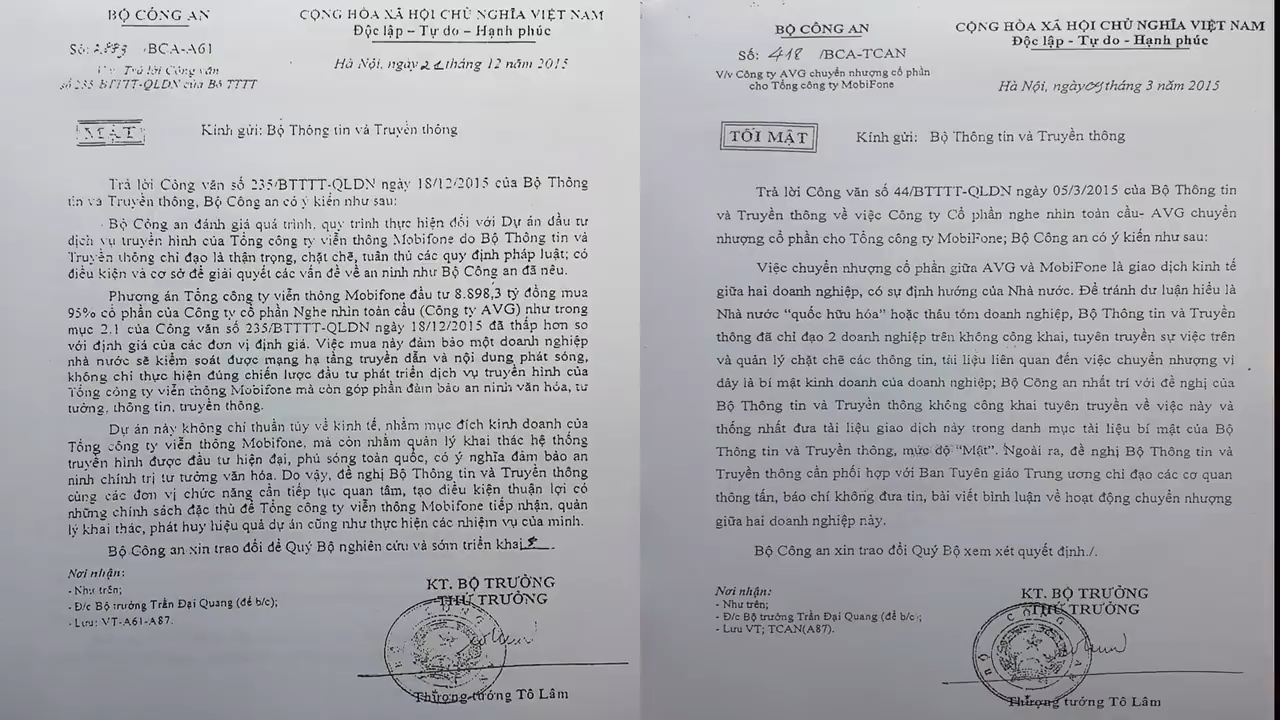 BỘ CÔNG AN
Số: /BCA-A61
V/v Trả lời Công văn
số 235 BTTTT-QLDN của Bộ TTTT
CỘNG HÒA XÃ HỘI CHỦ NGHĨA VIỆT NAM
Độc lập – Tự do – Hạnh phúc
Hà Nội, ngày 21 tháng 12 năm 2015
MẬT
Kính gửi: Bộ Thông tin và Truyền thông
Trả lời Công văn số 235/BTTTT-QLDN ngày 18/12/2015 của Bộ Thông
tin và Truyền thông, Bộ Công an có ý kiến như sau:
Bộ Công an đánh giá quá trình, quy trình thực hiện đối với Dự án đầu tư
dịch vụ truyền hình của Tổng công ty viễn thông Mobifone do Bộ Thông tin và
Truyền thông chỉ đạo là thận trọng, chặt chẽ, tuân thủ các quy định pháp luật; có
điều kiện và cơ sở để giải quyết các vấn đề về an ninh như Bộ Công an đã nêu.
Phương án Tổng công ty viễn thông Mobifone đầu tư 8.898,3 tỷ đồng mua
95% cổ phần của Công ty cổ phần Nghe nhìn toàn cầu (Công ty AVG) như trong
mục 2.1 của Công văn số 235/BTTTT-QLDN ngày 18/12/2015 đã thấp hơn so
với định giá của các đơn vị định giá. Việc mua này đảm bảo một doanh nghiệp
nhà nước sẽ kiểm soát được mạng hạ tầng truyền dẫn và nội dung phát sóng,
không chỉ thực hiện đúng chiến lược đầu tư phát triển dịch vụ truyền hình của
Tổng công ty viễn thông Mobifone mà còn góp phần đảm bảo an ninh văn hóa, tư
tưởng, thông tin, truyền thông.
Dự án này không chỉ thuần túy về kinh tế, nhằm mục đích kinh doanh của
Tổng công ty viễn thông Mobifone, mà còn nhằm quản lý khai thác hệ thống
truyền hình được đầu tư hiện đại, phủ sóng toàn quốc, có ý nghĩa đảm bảo an
ninh chính trị tư tưởng văn hóa. Do vậy, đề nghị Bộ Thông tin và Truyền thông
cùng các đơn vị chức năng cần tiếp tục quan tâm, tạo điều kiện thuận lợi có
những chính sách đặc thù để Tổng công ty viễn thông Mobifone tiếp nhận, quản
lý khai thác, phát huy hiệu quả dự án cũng như thực hiện các nhiệm vụ của mình.
Bộ Công an xin trao đổi để Quý Bộ nghiên cứu và sớm triển khai
Nơi nhận:
- Như trên;
- Đ/c Bộ trưởng Trần Đại Quang (để b/c);
- Lưu: VT-A61-A87.
KT. BỘ TRƯỞNG
THỨ TRƯỞNG
Thượng tướng Tô Lâm
BỘ CÔNG AN
Số: 418 /BCA-TCAN
V/v Công ty AVG chuyển nhượng cổ phần
cho Tổng công ty MobiFone
CỘNG HÒA XÃ HỘI CHỦ NGHĨA VIỆT NAM
Độc lập - Tự do - Hạnh phúc
Hà Nội, ngày tháng 3 năm 2015
TỐI MẬT
Kính gửi: Bộ Thông tin và Truyền thông
Trả lời Công văn số 44/BTTTT-QLDN ngày 05/3/2015 của Bộ Thông tin
và Truyền thông về việc Công ty Cổ phần nghe nhìn toàn cầu- AVG chuyển
nhượng cổ phần cho Tổng công ty MobiFone; Bộ Công an có ý kiến như sau:
Việc chuyển nhượng cổ phần giữa AVG và MobiFone là giao dịch kinh tế
giữa hai doanh nghiệp, có sự định hướng của Nhà nước. Để tránh dư luận hiểu là
Nhà nước “quốc hữu hóa” hoặc thâu tóm doanh nghiệp, Bộ Thông tin và Truyền
thông đã chỉ đạo 2 doanh nghiệp trên không công khai, tuyên truyền sự việc trên
và quản lý chặt chẽ các thông tin, tài liệu liên quan đến việc chuyển nhượng vì
đây là bí mật kinh doanh của doanh nghiệp; Bộ Công an nhất trí với đề nghị của
Bộ Thông tin và Truyền thông không công khai tuyên truyền về việc này và
thống nhất đưa tài liệu giao dịch này trong danh mục tài liệu bí mật của Bộ
Thông tin và Truyền thông, mức độ “Mật”. Ngoài ra, đề nghị Bộ Thông tin và
Truyền thông cần phối hợp với Ban Tuyên giáo Trung ương chỉ đạo các cơ quan
thông tấn, báo chí không đưa tin, bài viết bình luận về hoạt động chuyển nhượng
giữa hai doanh nghiệp này.
Bộ Công an xin trao đổi Quý Bộ xem xét quyết định./.
Nơi nhận:
- Như trên;
- Đ/c Bộ trưởng Trần Đại Quang (để b/c);
- Lưu VT; TCAN(A87).
KT. BỘ TRƯỞNG
THỨ TRƯỞNG
Thượng tướng Tô Lâm